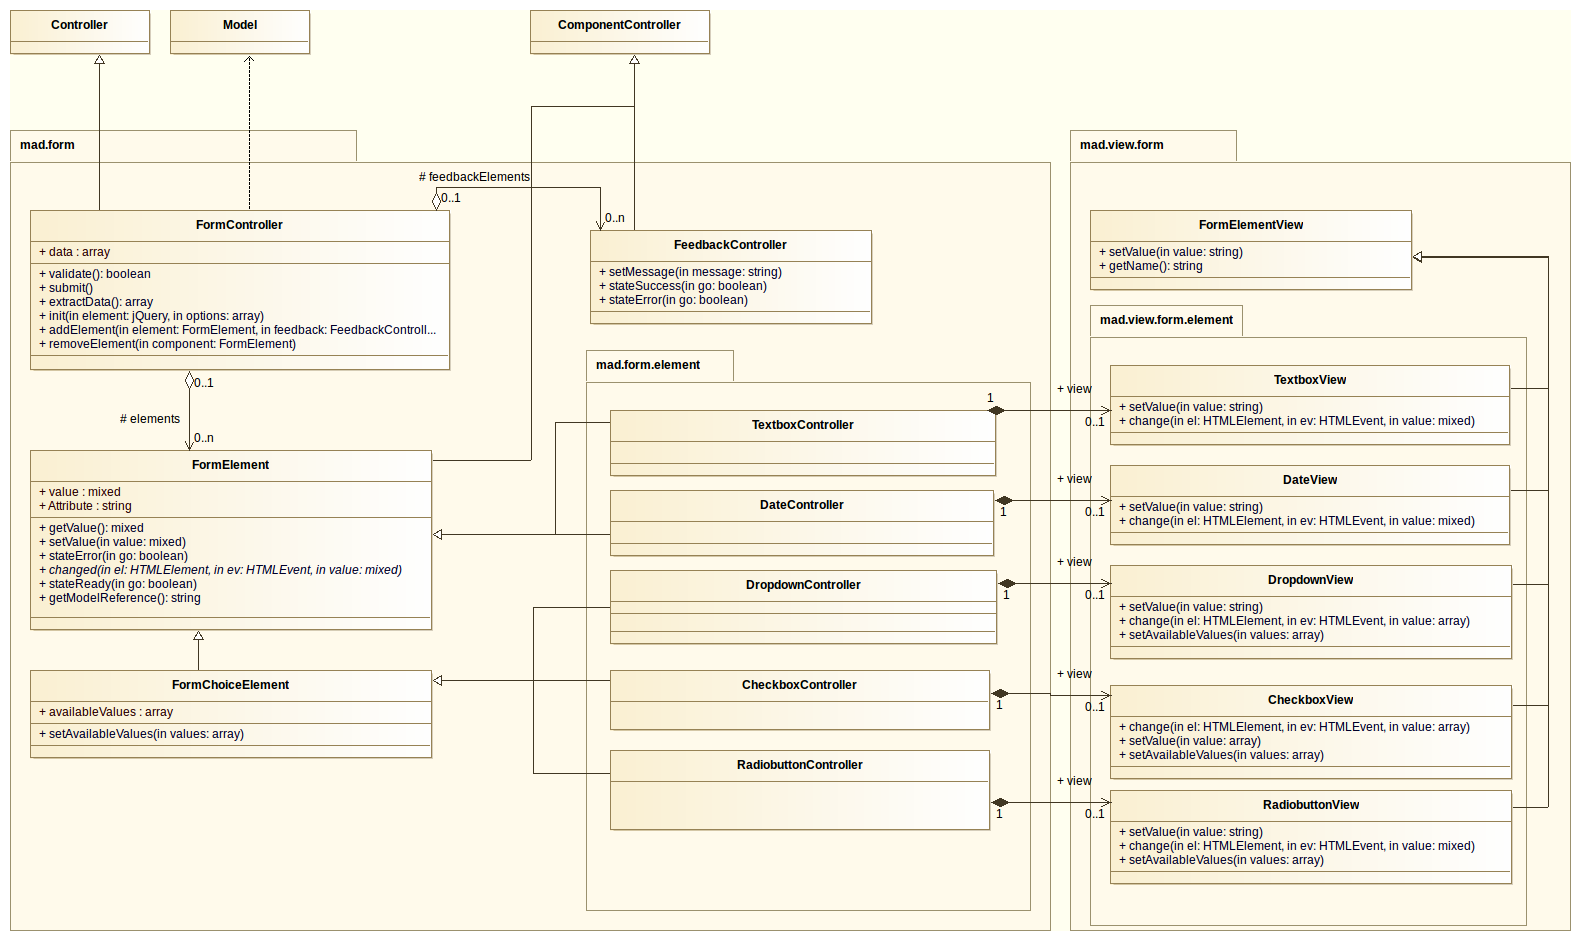 Controller
Model
ComponentController
mad.form
# feedbackElements
0..1
0..n
FormController
+ data : array
+ validate(): boolean
+ submit()
+ extractData(): array
+ init(in element: jQuery, in options: array)
+ addElement(in element: FormElement, in feedback: FeedbackControll...
+ removeElement(in component: FormElement)
FeedbackController
+ setMessage(in message: string)
+ stateSuccess(in go: boolean)
+ stateError(in go: boolean)
0..1
# elements
0..n
FormElement
+ value : mixed
+ Attribute : string
+ getValue(): mixed
+ setValue(in value: mixed)
+ stateError(in go: boolean)
+ changed(in el: HTMLElement, in ev: HTMLEvent, in value: mixed)
+ stateReady(in go: boolean)
+ getModelReference(): string
FormChoiceElement
+ availableValues : array
+ setAvailableValues(in values: array)
mad.form.element
TextboxController
1
+ view
0..1
DateController
1
+ view
0..1
DropdownController
1
+ view
0..1
CheckboxController
1
+ view
0..1
RadiobuttonController
1
+ view
0..1
mad.view.form
FormElementView
+ setValue(in value: string)
+ getName(): string
mad.view.form.element
TextboxView
+ setValue(in value: string)
+ change(in el: HTMLElement, in ev: HTMLEvent, in value: mixed)
DateView
+ setValue(in value: string)
+ change(in el: HTMLElement, in ev: HTMLEvent, in value: mixed)
DropdownView
+ setValue(in value: string)
+ change(in el: HTMLElement, in ev: HTMLEvent, in value: array)
+ setAvailableValues(in values: array)
CheckboxView
+ change(in el: HTMLElement, in ev: HTMLEvent, in value: array)
+ setValue(in value: array)
+ setAvailableValues(in values: array)
RadiobuttonView
+ setValue(in value: string)
+ change(in el: HTMLElement, in ev: HTMLEvent, in value: mixed)
+ setAvailableValues(in values: array)